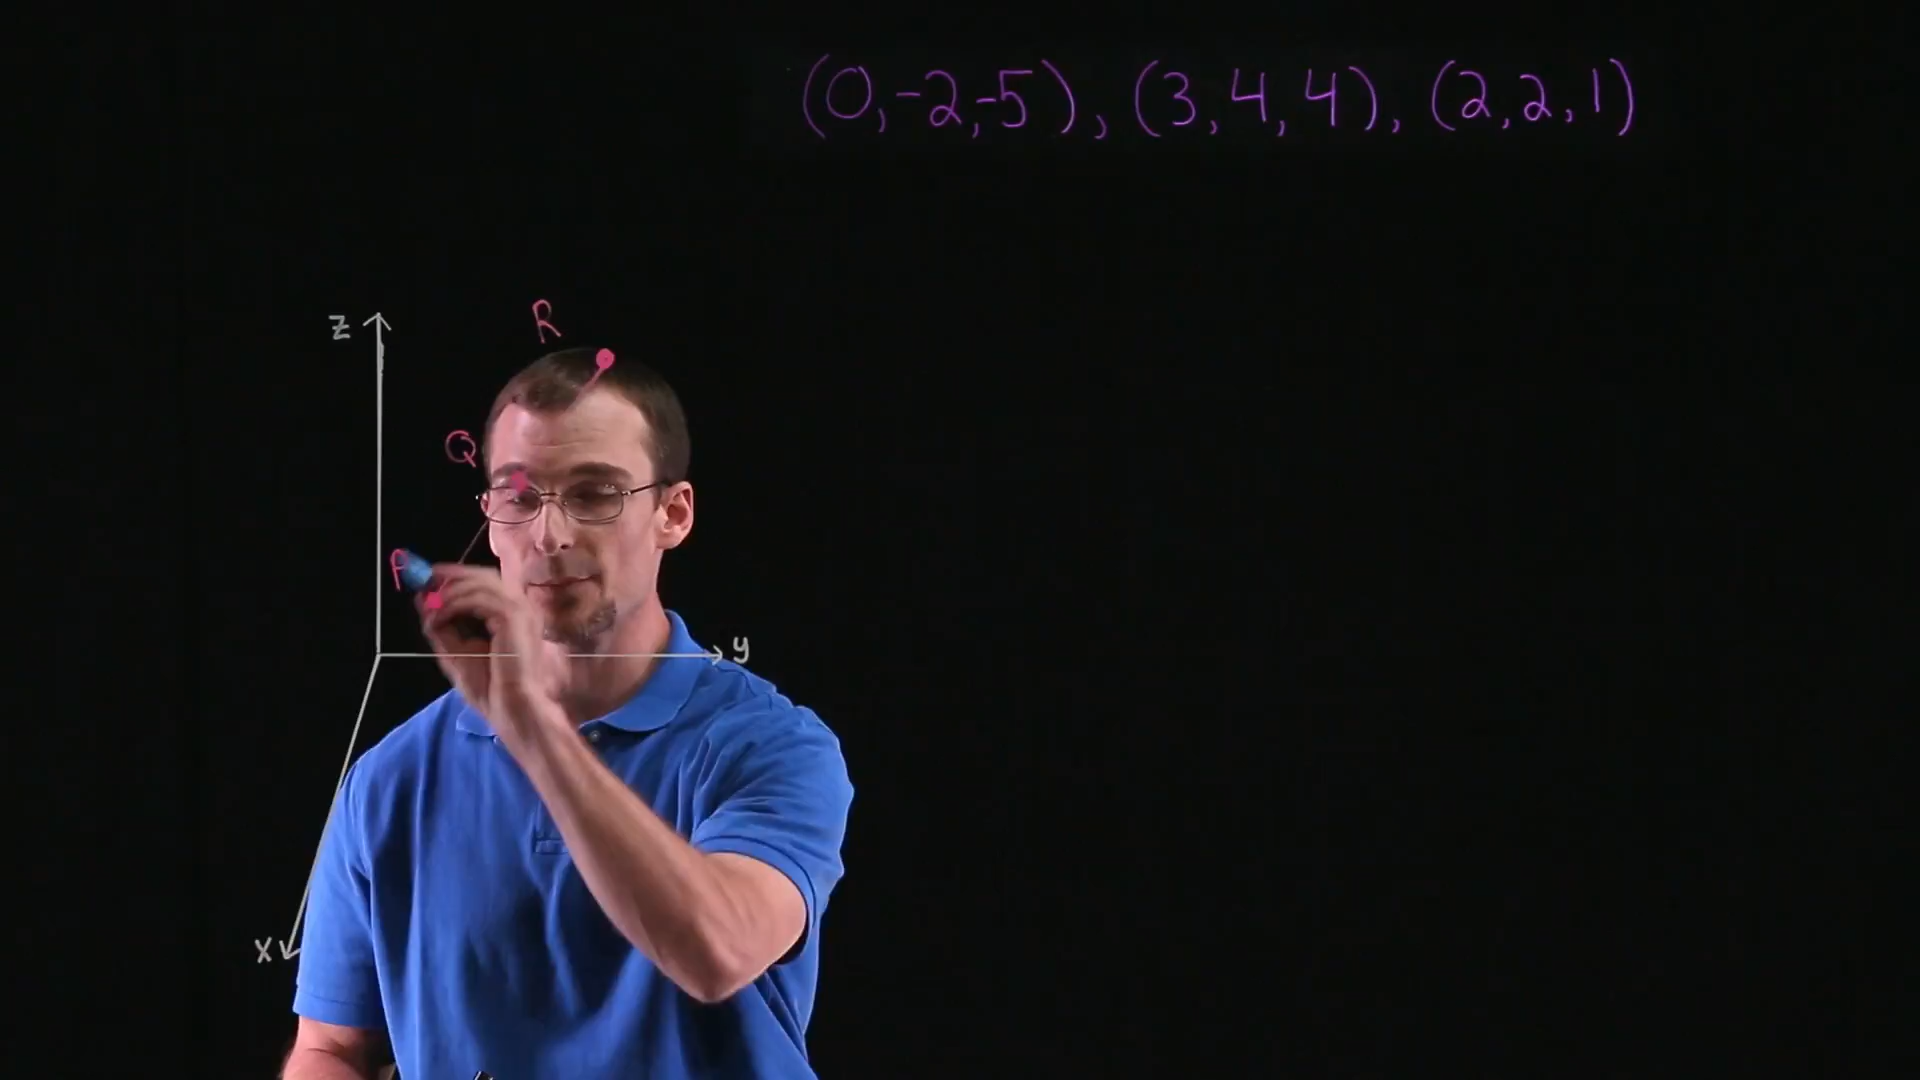 (0,-2,-5), (3,4,4), (2,2,1)
R
z
Q
P
y
x